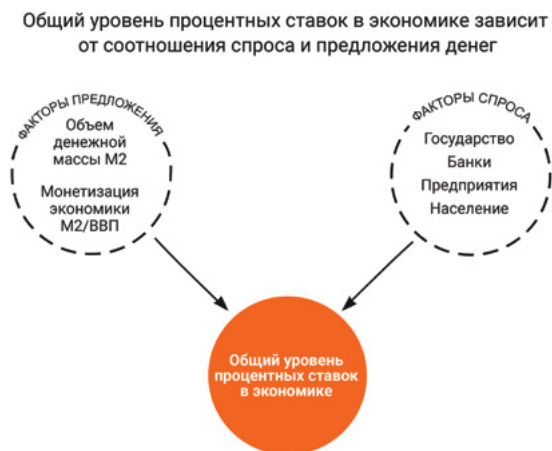 Общий уровень процентных ставок в экономике зависит
от соотношения спроса и предложения денег
ФАКТОРЫ ПРЕДЛОЖЕНИЯ
Объем
денежной
массы М2
Монетизация
экономики
М2/ВВП
ФАКТОРЫ СПРОСА
Государство
Банки
Предприятия
Население
Общий уровень
процентных ставок
в экономике